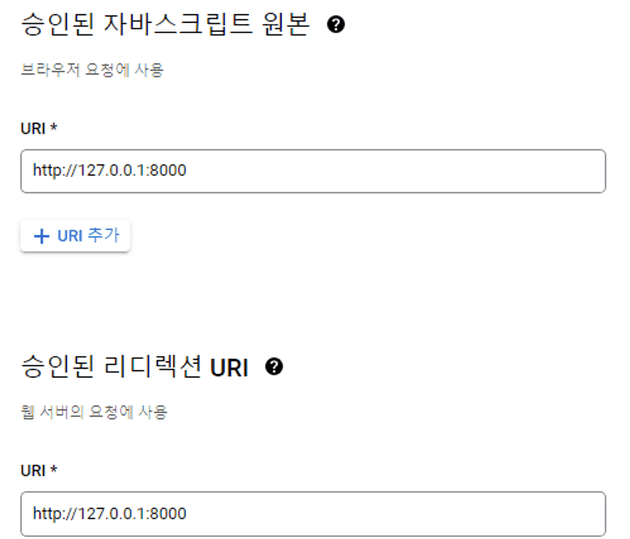 승인된 자바스크립트 원본 ?
브라우저 요청에 사용
URI *
http://127.0.0.1:8000
+ URI 추가
승인된 리디렉션 URI ?
웹 서버의 요청에 사용
URI *
http://127.0.0.1:8000